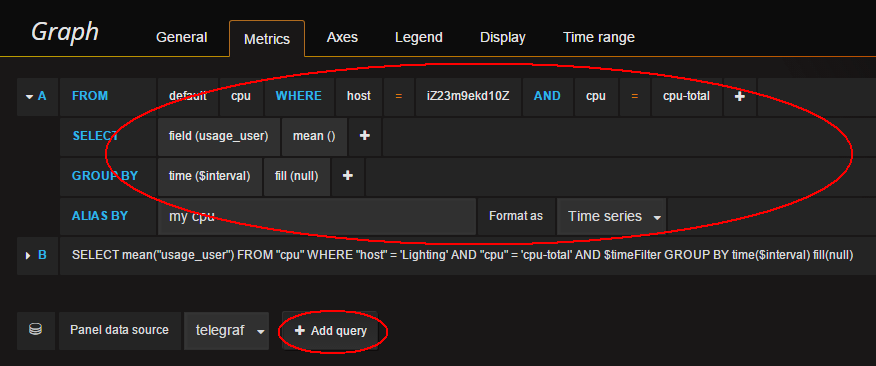 Graph General Metrics Axes Legend Display Time range
A FROM default cpu WHERE host = iZ23m9ekd10Z AND cpu = cpu-total +
SELECT field (usage_user) mean () +
GROUP BY time ($interval) fill (null) +
ALIAS BY my cpu Format as Time series
B SELECT mean("usage_user") FROM "cpu" WHERE "host" = 'Lighting' AND "cpu" = 'cpu-total' AND $timeFilter GROUP BY time($interval) fill(null)
Panel data source telegraf + Add query